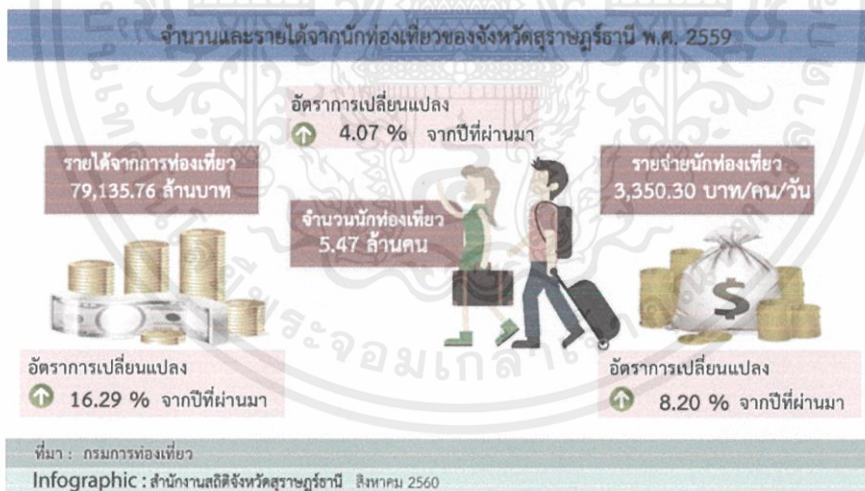 จำนวนและรายได้จากนักท่องเที่ยวของจังหวัดสุราษฎร์ธานี พ.ศ. 2559
อัตราการเปลี่ยนแปลง
4.07 % จากปีที่ผ่านมา
รายได้จากการท่องเที่ยว
79,135.76 ล้านบาท
จำนวนนักท่องเที่ยว
5.47 ล้านคน
รายจ่ายนักท่องเที่ยว
3,350.30 บาท/คน/วัน
$
อัตราการเปลี่ยนแปลง
16.29 % จากปีที่ผ่านมา
อัตราการเปลี่ยนแปลง
8.20 % จากปีที่ผ่านมา
ที่มา : กรมการท่องเที่ยว
Infographic : สำนักงานสถิติจังหวัดสุราษฎร์ธานี สิงหาคม 2560